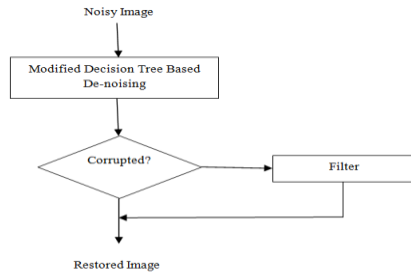 Noisy Image
Modified Decision Tree Based
De-noising
Corrupted?
Filter
Restored Image